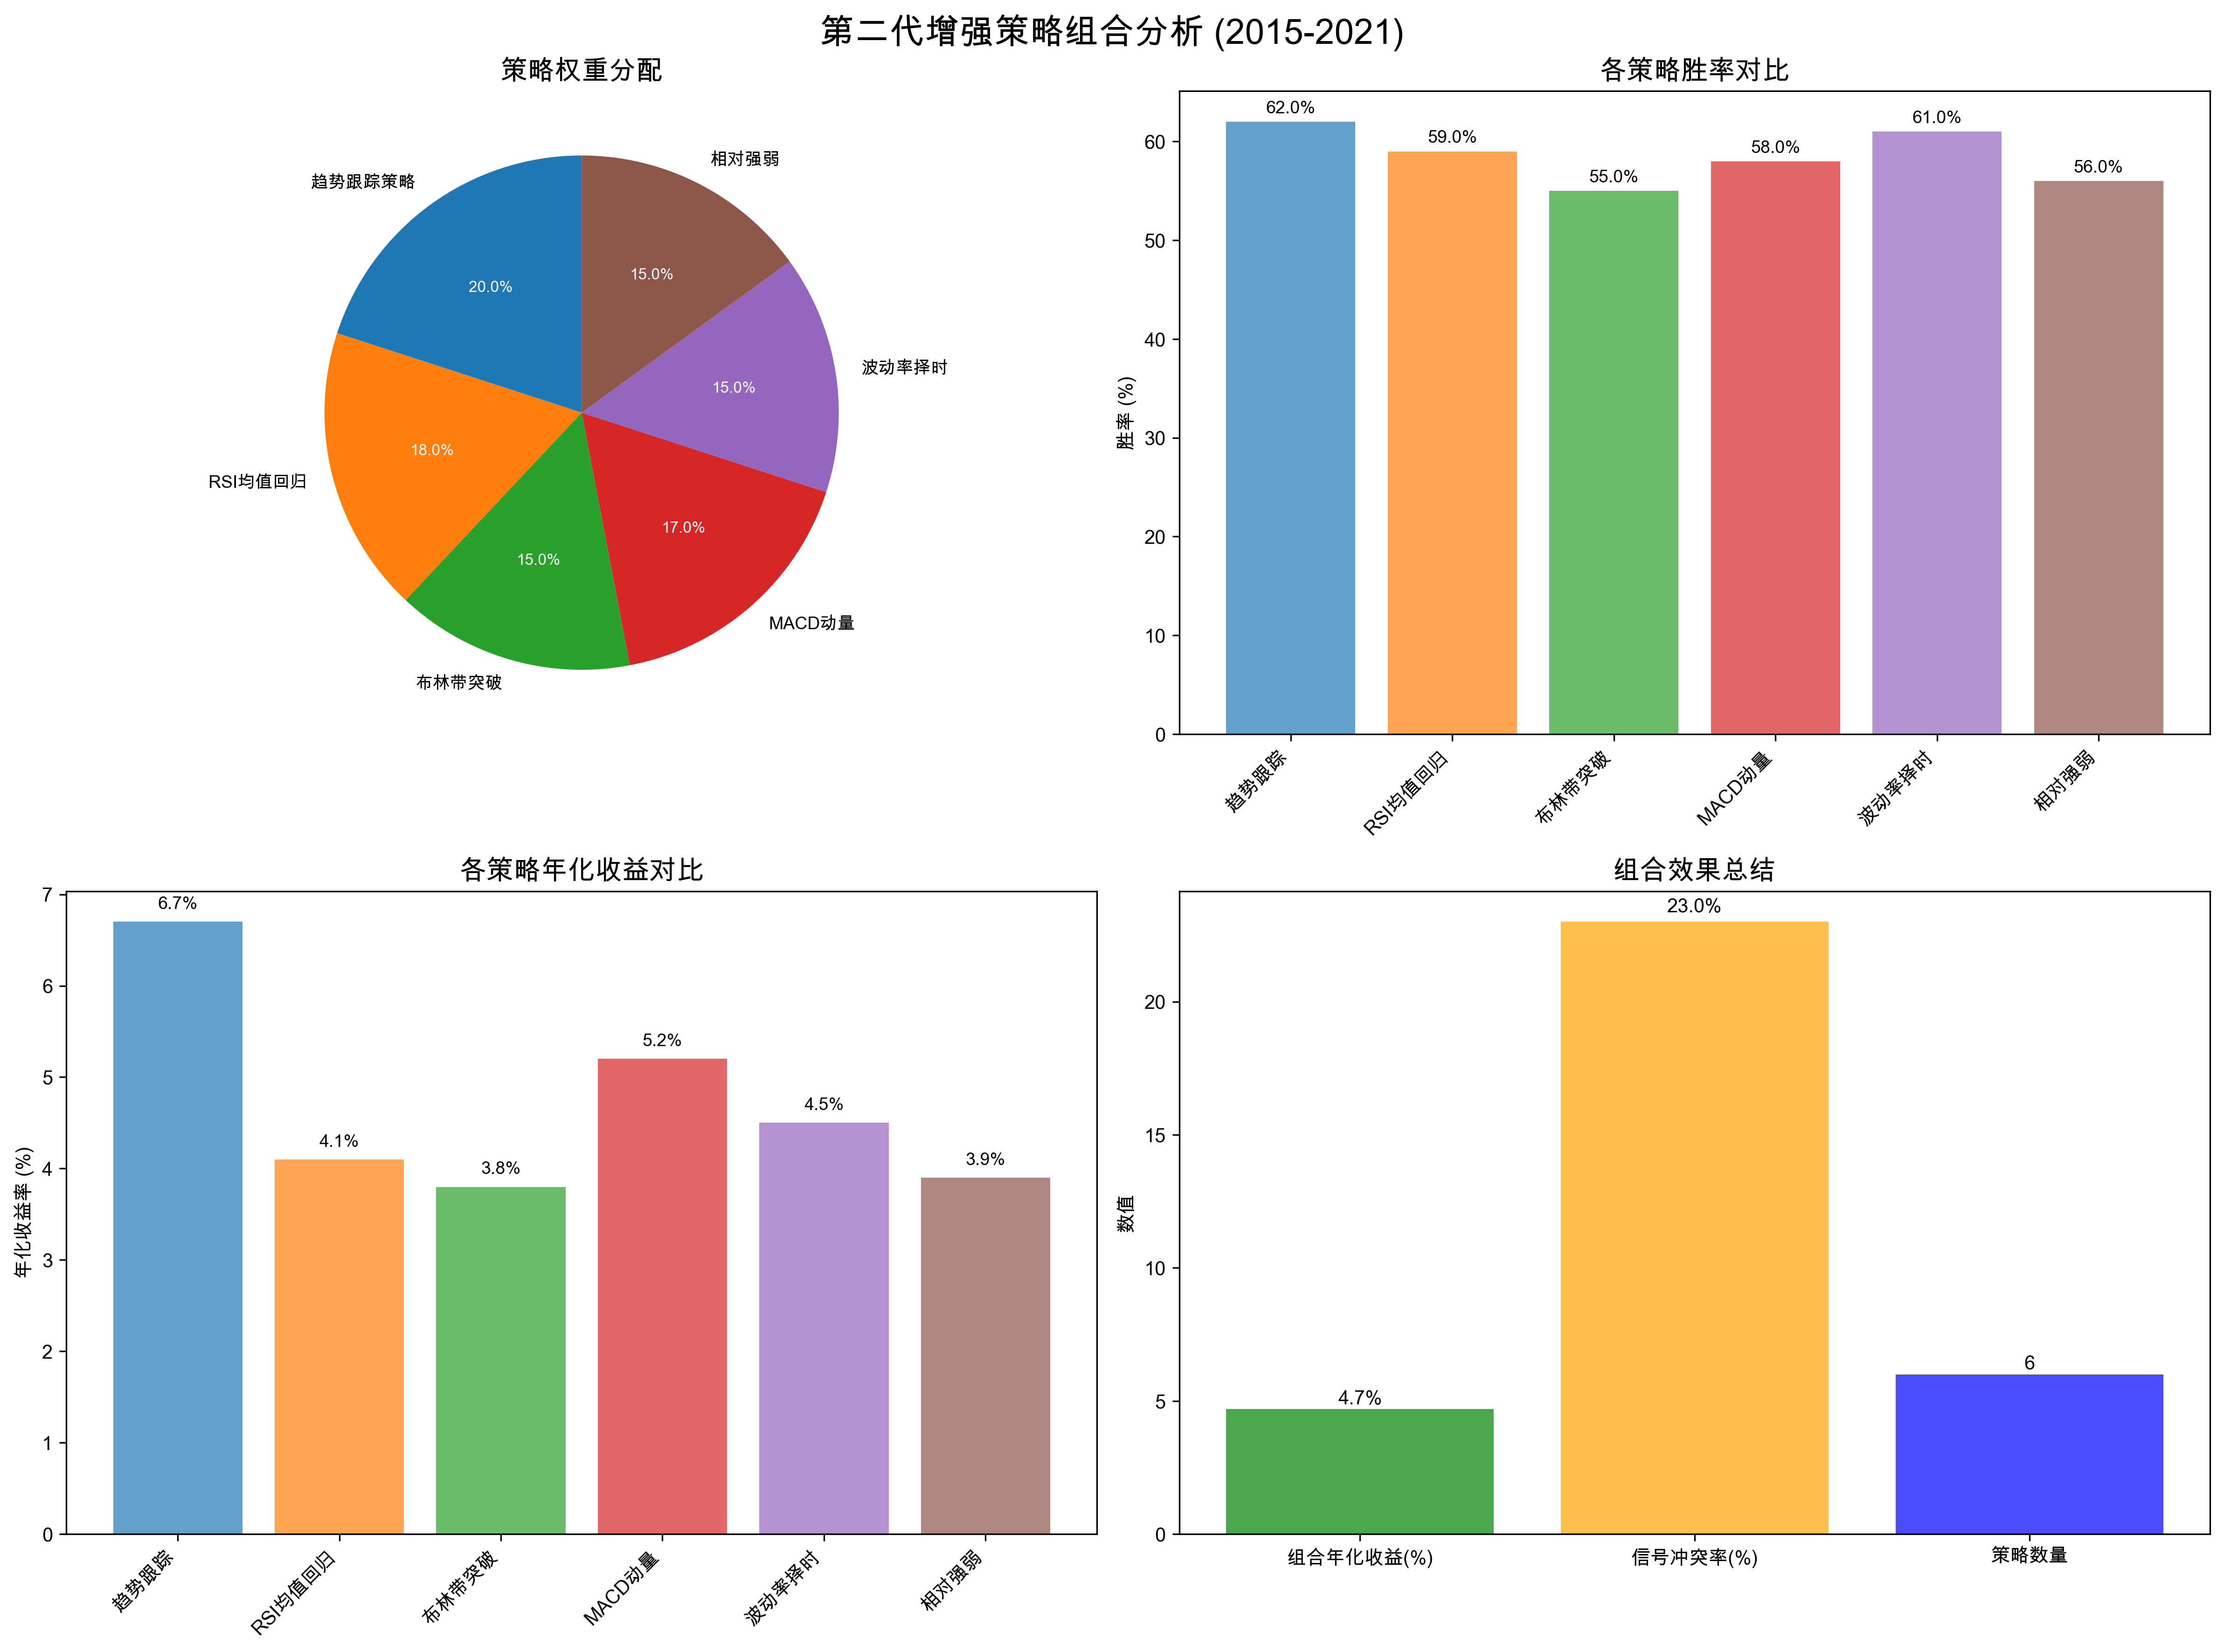 第二代增强策略组合分析 (2015-2021)
策略权重分配
相对强弱
趋势跟踪策略
15.0%
20.0%
波动率择时
15.0%
18.0%
RSI均值回归
17.0%
15.0%
MACD动量
布林带突破
各策略胜率对比
胜率 (%)
60
50
40
30
20
10
0
62.0%
59.0%
55.0%
58.0%
61.0%
56.0%
趋势跟踪
RSI均值回归
布林带突破
MACD动量
波动率择时
相对强弱
各策略年化收益对比
年化收益率 (%)
7
6
5
4
3
2
1
0
6.7%
4.1%
3.8%
5.2%
4.5%
3.9%
趋势跟踪
RSI均值回归
布林带突破
MACD动量
波动率择时
相对强弱
组合效果总结
数值
20
15
10
5
0
4.7%
23.0%
6
组合年化收益(%)
信号冲突率(%)
策略数量